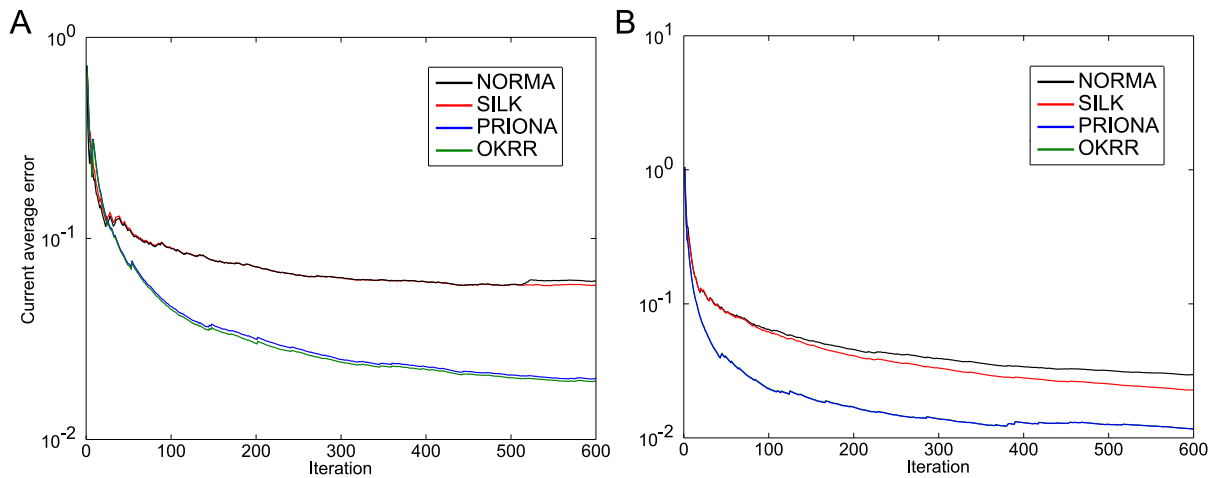 A
Current average error
10^0
10^-1
10^-2
0 100 200 300 400 500 600
Iteration
NORMA
SILK
PRIONA
OKRR
B
10^1
10^0
10^-1
10^-2
0 100 200 300 400 500 600
Iteration
NORMA
SILK
PRIONA
OKRR